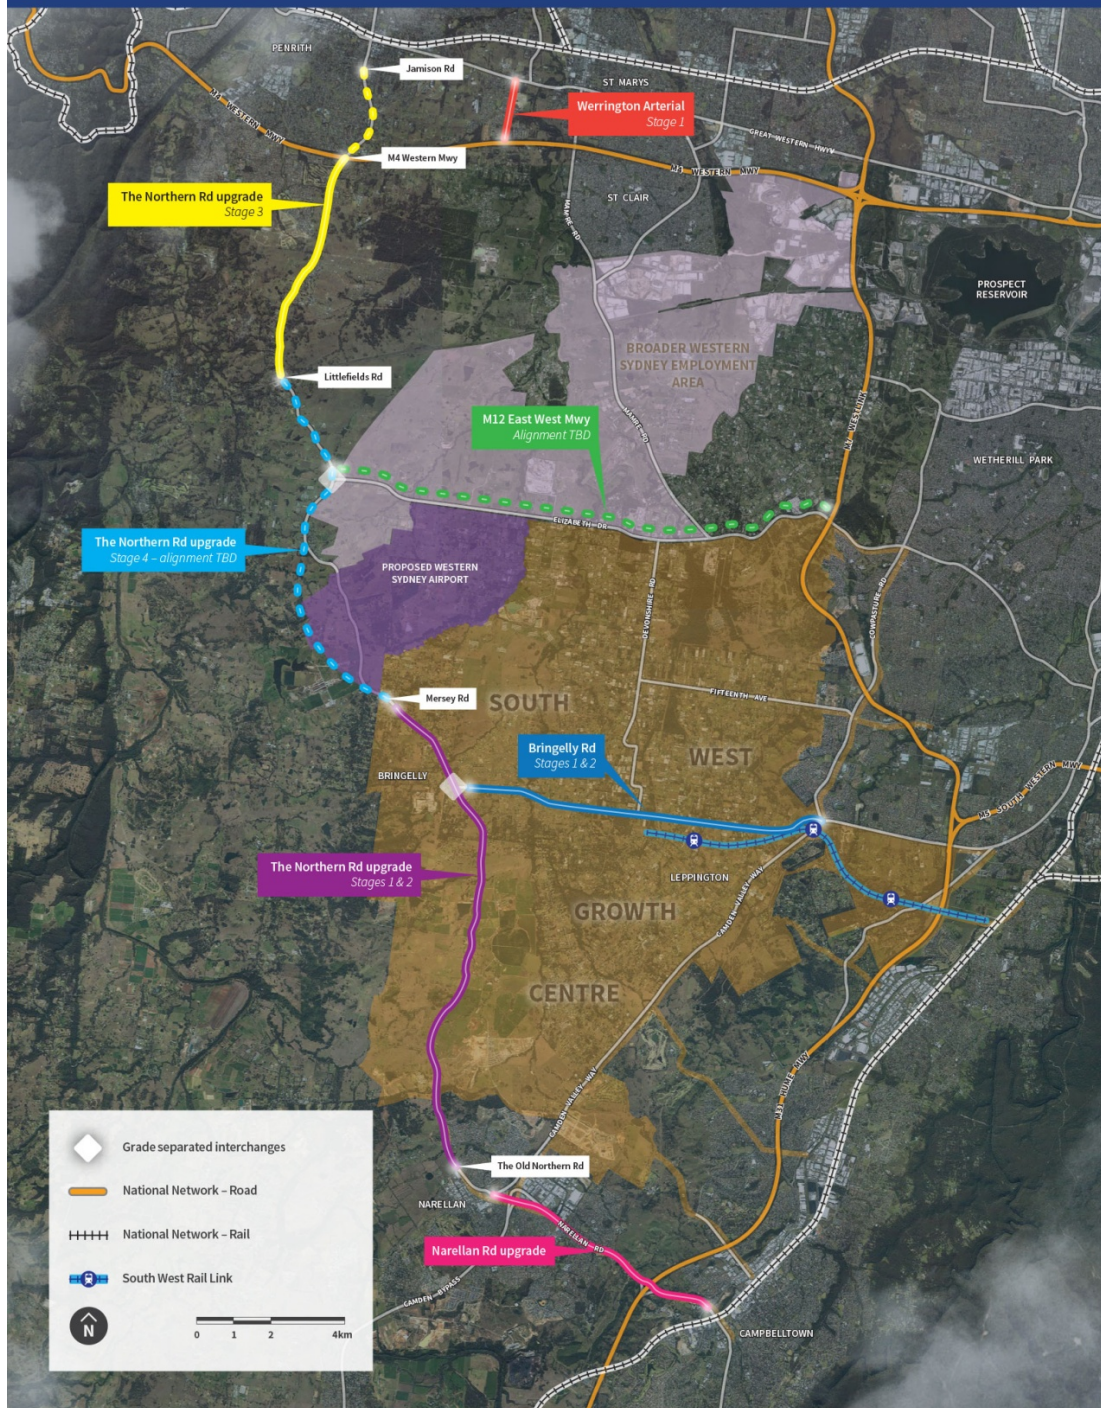 PENRITH
Jamison Rd
ST MARYS
Werrington Arterial
Stage 1
M4 WESTERN MWY
GREAT WESTERN HWY
M4 Western Mwy
M4 WESTERN MWY
The Northern Rd upgrade
Stage 3
ST CLAIR
MAMRE RD
PROSPECT
RESERVOIR
BROADER WESTERN
SYDNEY EMPLOYMENT
AREA
Littlefields Rd
M12 East West Mwy
Alignment TBD
MAMRE RD
M7 WESTLINK
WETHERILL PARK
ELIZABETH DR
The Northern Rd upgrade
Stage 4 – alignment TBD
PROPOSED WESTERN
SYDNEY AIRPORT
DEVONSHIRE RD
COWPASTURE RD
Mersey Rd
FIFTEENTH AVE
SOUTH
WEST
Bringelly Rd
Stages 1 & 2
BRINGELLY
M5 SOUTH WESTERN MWY
The Northern Rd upgrade
Stages 1 & 2
LEPPINGTON
CAMDEN VALLEY WAY
GROWTH
CENTRE
M31 HUME MWY
CAMDEN VALLEY WAY
The Old Northern Rd
NARELLAN
NARELLAN RD
Narellan Rd upgrade
CAMDEN BYPASS
CAMPBELLTOWN
Grade separated interchanges
National Network – Road
National Network – Rail
South West Rail Link
N
0 1 2 4km